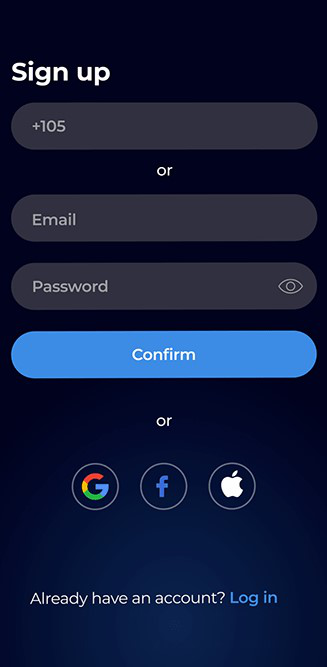 Sign up
+105
or
Email
Password
Confirm
or
Already have an account? Log in